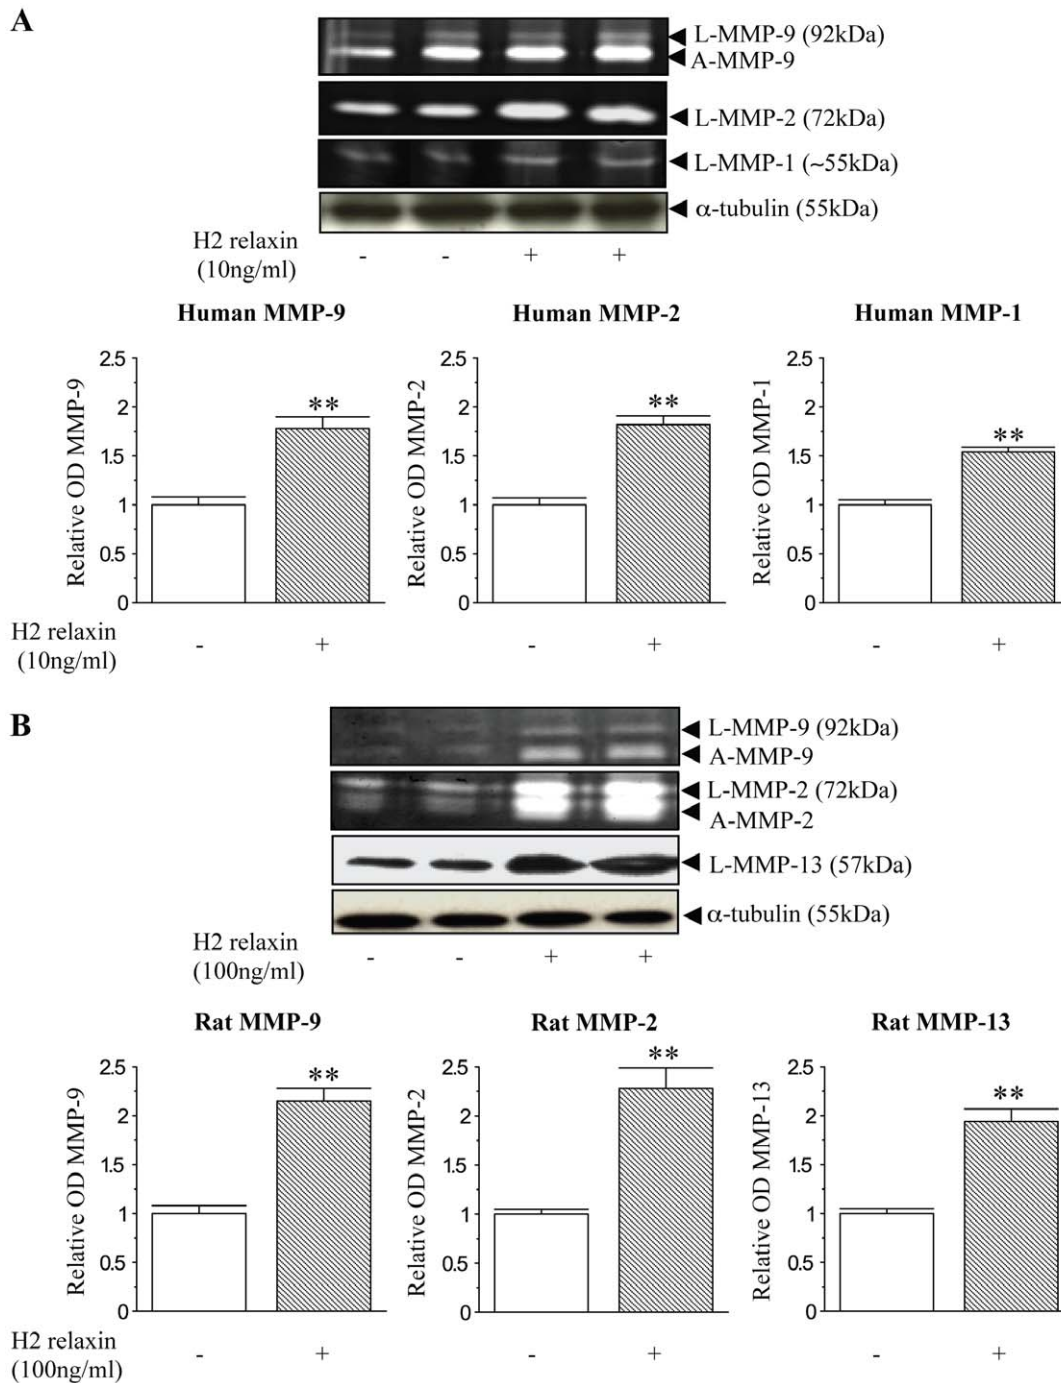 A
L-MMP-9 (92kDa)
A-MMP-9
L-MMP-2 (72kDa)
L-MMP-1 (~55kDa)
α-tubulin (55kDa)
H2 relaxin
(10ng/ml)
- - + +
Human MMP-9
Human MMP-2
Human MMP-1
Relative OD MMP-9
2.5
2
1.5
1
0.5
0
**
Relative OD MMP-2
2.5
2
1.5
1
0.5
0
**
Relative OD MMP-1
2.5
2
1.5
1
0.5
0
**
H2 relaxin
(10ng/ml)
- + - + - +
B
L-MMP-9 (92kDa)
A-MMP-9
L-MMP-2 (72kDa)
A-MMP-2
L-MMP-13 (57kDa)
α-tubulin (55kDa)
H2 relaxin
(100ng/ml)
- - + +
Rat MMP-9
Rat MMP-2
Rat MMP-13
Relative OD MMP-9
2.5
2
1.5
1
0.5
0
**
Relative OD MMP-2
2.5
2
1.5
1
0.5
0
**
Relative OD MMP-13
2.5
2
1.5
1
0.5
0
**
H2 relaxin
(100ng/ml)
- + - + - +